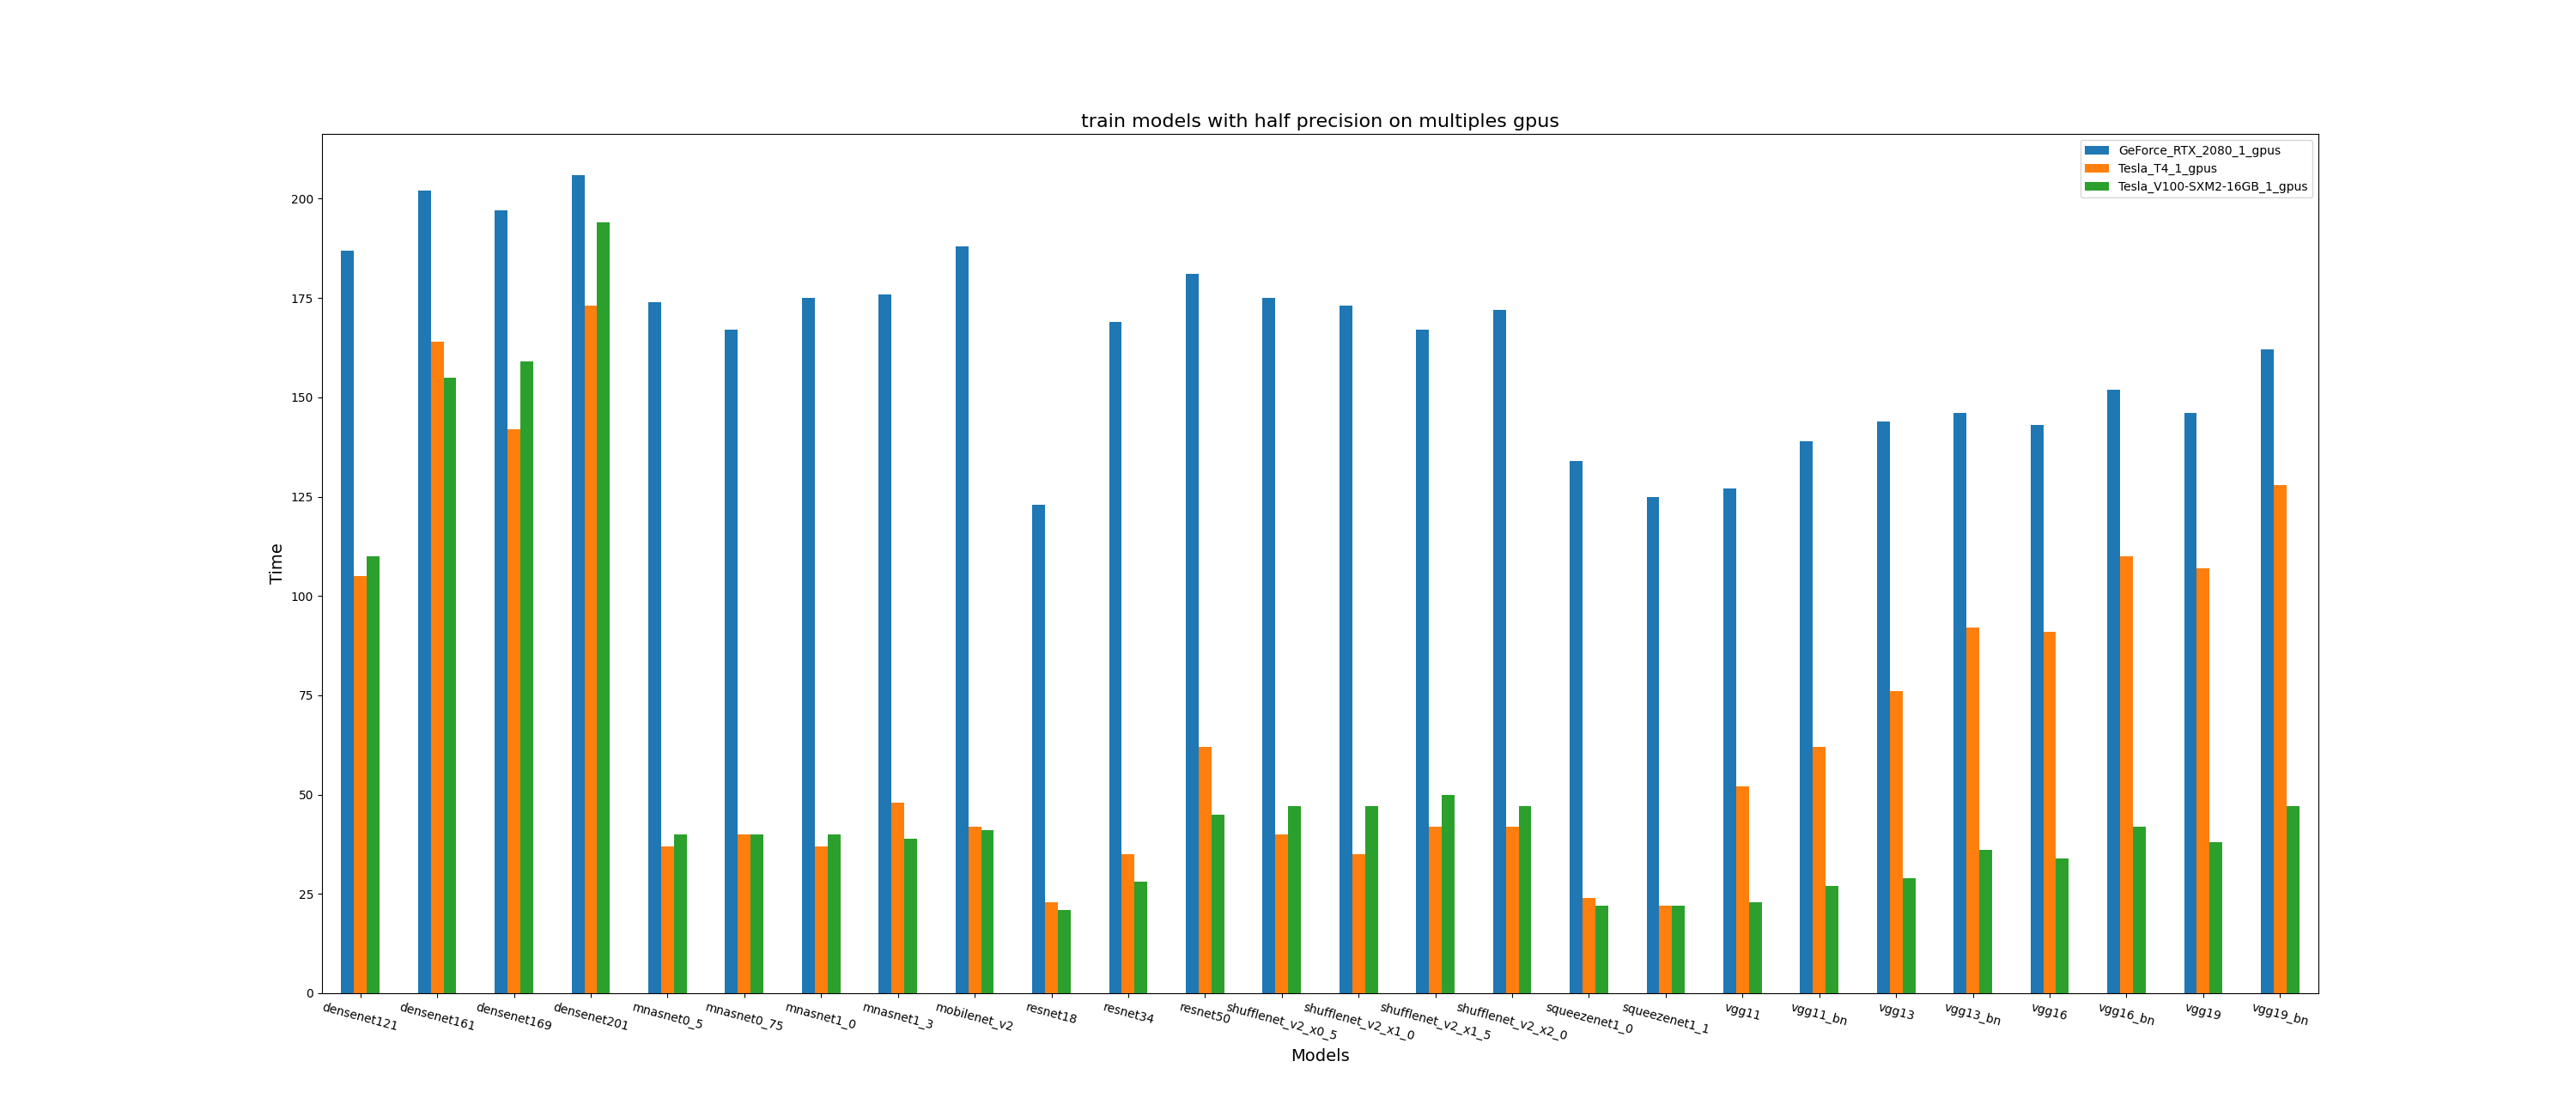 train models with half precision on multiples gpus
GeForce_RTX_2080_1_gpus
Tesla_T4_1_gpus
Tesla_V100-SXM2-16GB_1_gpus
Time
200
175
150
125
100
75
50
25
0
densenet121
densenet161
densenet169
densenet201
mnasnet0_5
mnasnet0_75
mnasnet1_0
mnasnet1_3
mobilenet_v2
resnet18
resnet34
resnet50
shufflenet_v2_x0_5
shufflenet_v2_x1_0
shufflenet_v2_x1_5
shufflenet_v2_x2_0
squeezenet1_0
squeezenet1_1
vgg11
vgg11_bn
vgg13
vgg13_bn
vgg16
vgg16_bn
vgg19
vgg19_bn
Models